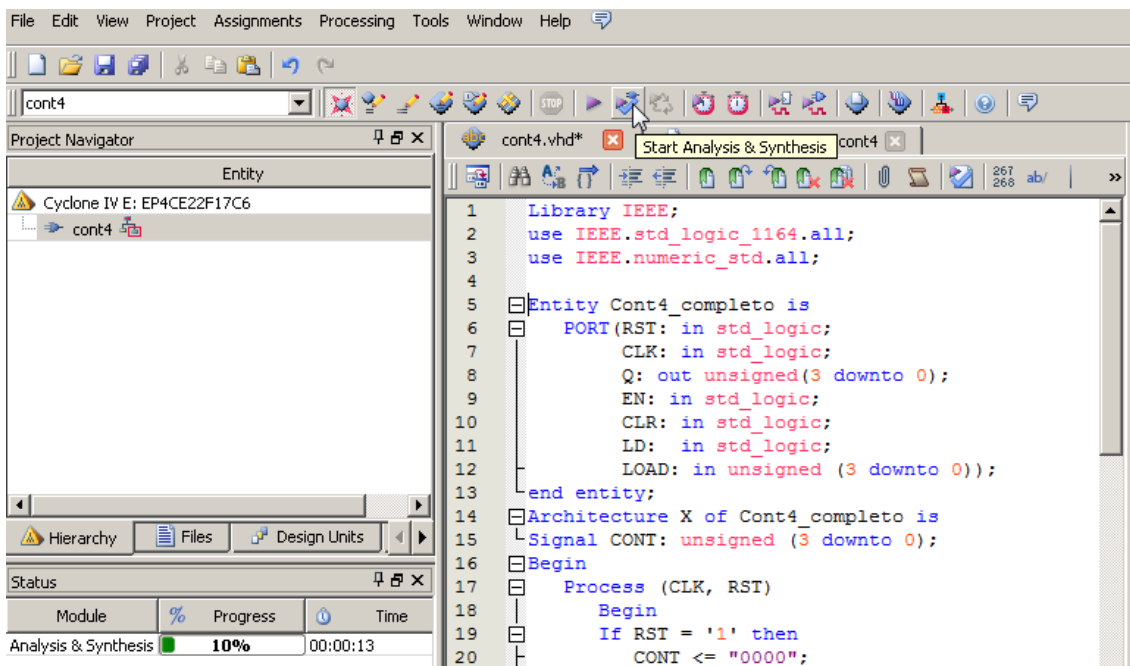 File Edit View Project Assignments Processing Tools Window Help
cont4
STOP
Project Navigator
Entity
Cyclone IV E: EP4CE22F17C6
cont4
Hierarchy Files Design Units
Status
Module % Progress Time
Analysis & Synthesis 10% 00:00:13
cont4.vhd* cont4
Start Analysis & Synthesis
267
268 ab/ »
1 Library IEEE;
2 use IEEE.std_logic_1164.all;
3 use IEEE.numeric_std.all;
4
5 Entity Cont4_completo is
6 PORT(RST: in std_logic;
7 CLK: in std_logic;
8 Q: out unsigned(3 downto 0);
9 EN: in std_logic;
10 CLR: in std_logic;
11 LD: in std_logic;
12 LOAD: in unsigned (3 downto 0));
13 end entity;
14 Architecture X of Cont4_completo is
15 Signal CONT: unsigned (3 downto 0);
16 Begin
17 Process (CLK, RST)
18 Begin
19 If RST = '1' then
20 CONT <= "0000";